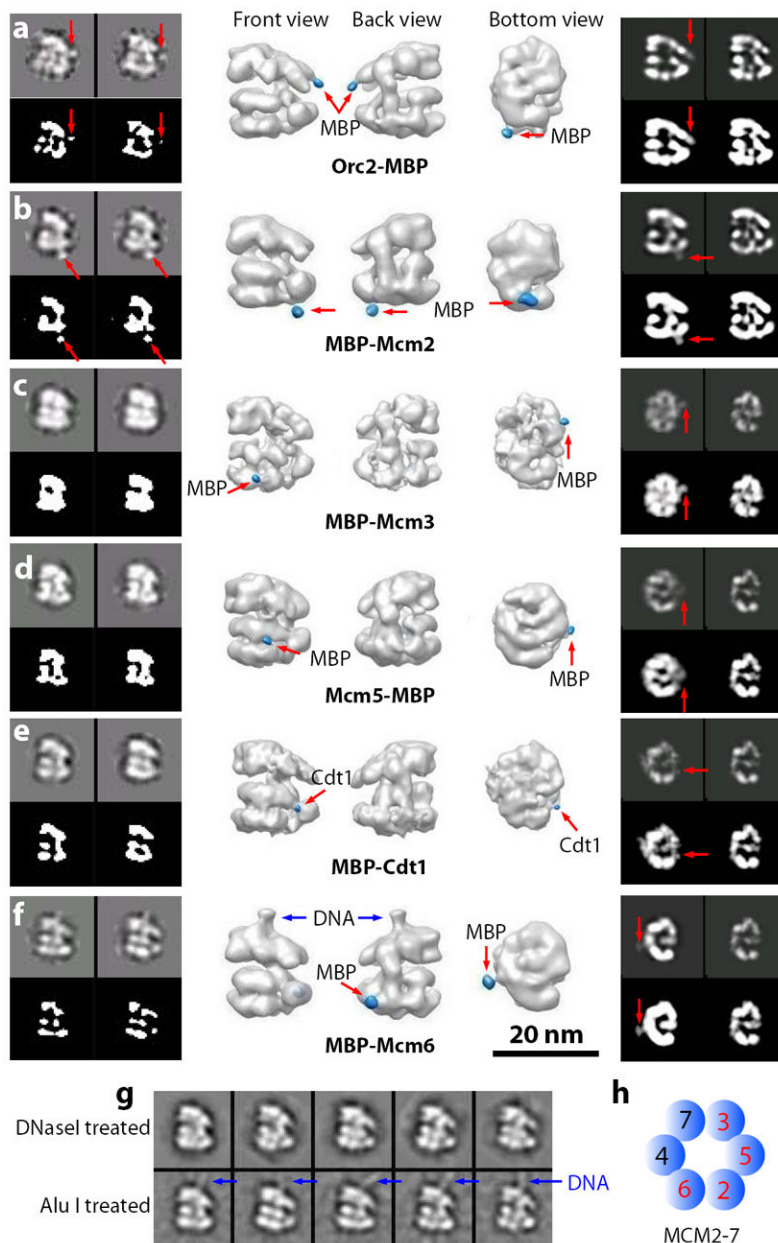 a
Front view
Back view
Bottom view
MBP
MBP
Orc2-MBP
b
MBP
MBP-Mcm2
c
MBP
MBP
MBP-Mcm3
d
MBP
MBP
Mcm5-MBP
e
Cdt1
Cdt1
MBP-Cdt1
f
DNA
MBP
MBP
MBP-Mcm6
20 nm
g
DNaseI treated
Alu I treated
DNA
h
7 3
4 5
6 2
MCM2-7